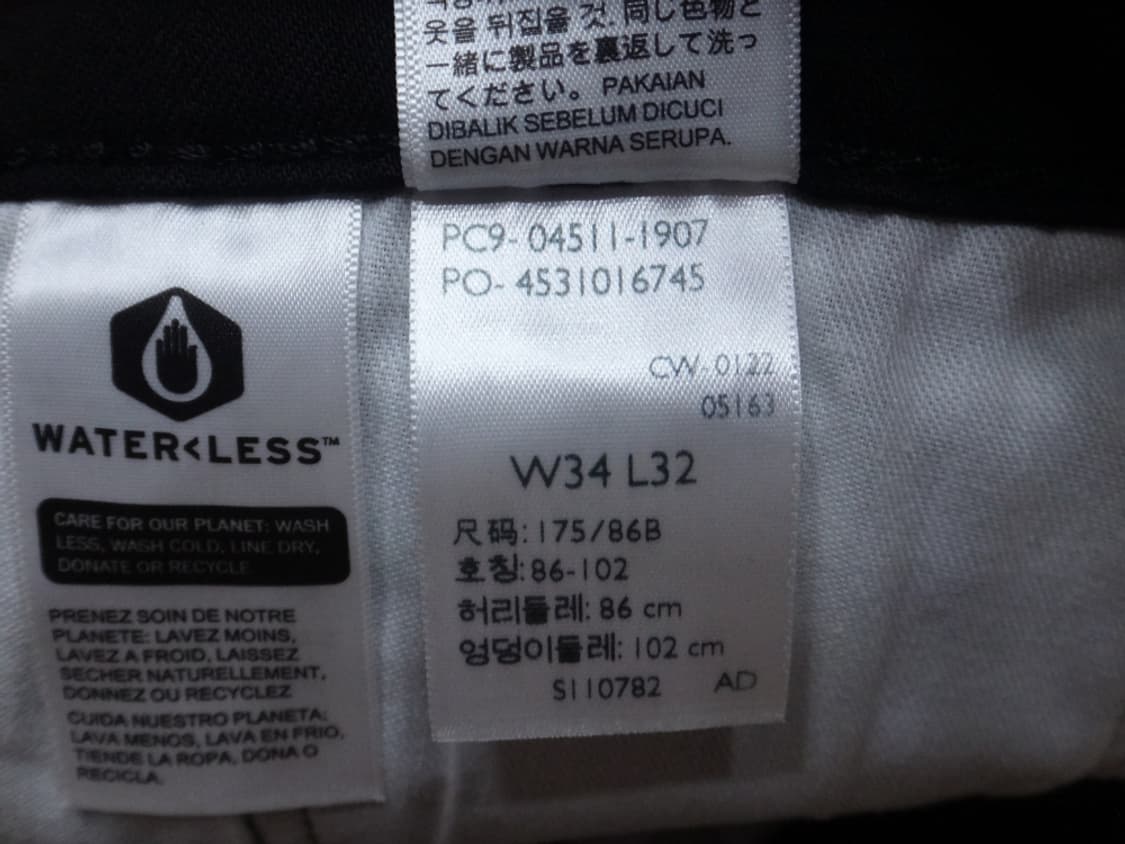 옷을 뒤집을 것. 同じ色物と
一緒に製品を裏返して洗っ
てください。 PAKAIAN
DIBALIK SEBELUM DICUCI
DENGAN WARNA SERUPA.
WATER<LESS™
CARE FOR OUR PLANET: WASH
LESS, WASH COLD, LINE DRY,
DONATE OR RECYCLE
PRENEZ SOIN DE NOTRE
PLANETE: LAVEZ MOINS,
LAVEZ A FROID, LAISSEZ
SECHER NATURELLEMENT,
DONNEZ OU RECYCLEZ
CUIDA NUESTRO PLANETA:
LAVA MENOS, LAVA EN FRIO,
TIENDE LA ROPA, DONA O
RECICLA.
PC9- 04511-1907
PO- 4531016745
CW- 0122
05163
W34 L32
尺码: 175/86B
호칭: 86-102
허리둘레: 86 cm
엉덩이둘레: 102 cm
S110782 AD